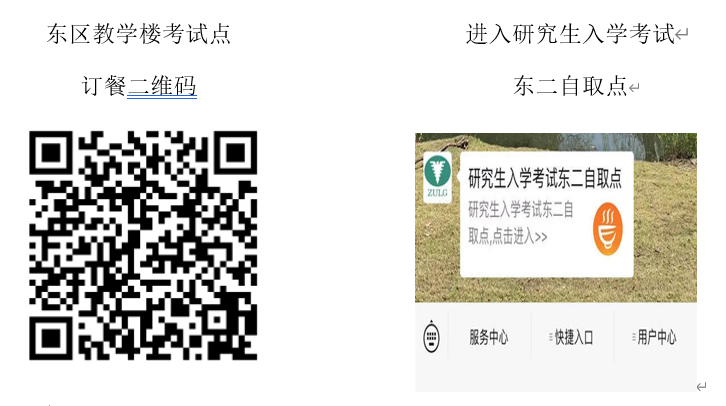 东区教学楼考试点
订餐二维码
进入研究生入学考试
东二自取点
ZULG
研究生入学考试东二自取点
研究生入学考试东二自
取点,点击进入>>
服务中心
快捷入口
用户中心